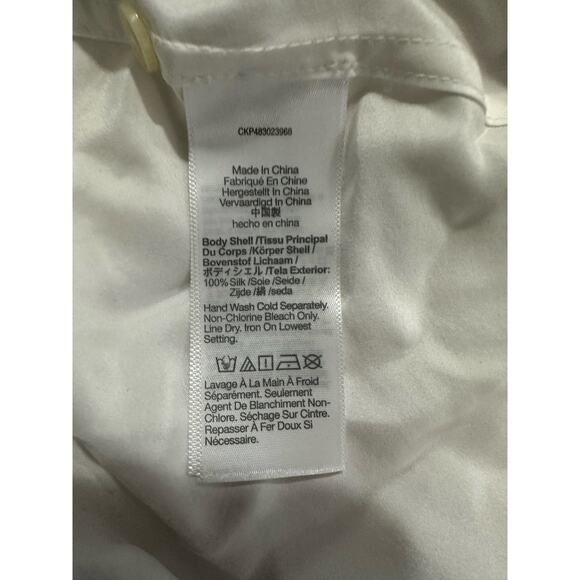 CKP483023968
Made In China
Fabriqué En Chine
Hergestellt In China
Vervaardigd In China
中国製
hecho en china
Body Shell /Tissu Principal
Du Corps /Körper Shell /
Bovenstof Lichaam /
ボディシェル /Tela Exterior:
100% Silk /Soie /Seide /
Zijde /絹 /seda
Hand Wash Cold Separately.
Non-Chlorine Bleach Only.
Line Dry. Iron On Lowest
Setting.
Lavage À La Main À Froid
Séparément. Seulement
Agent De Blanchiment Non-
Chlore. Séchage Sur Cintre.
Repasser À Fer Doux Si
Nécessaire.